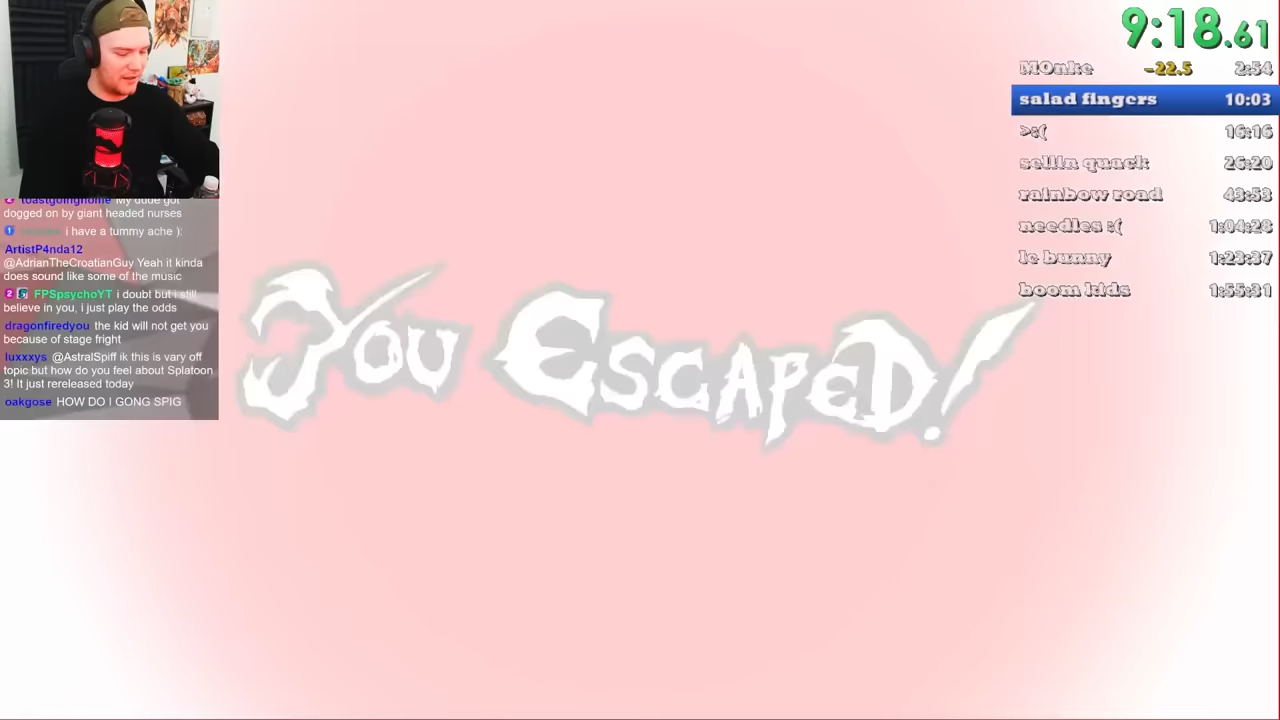 9:18.61
MOnke -22.5 2:54
salad fingers 10:03
>:( 16:16
sellin quack 26:20
rainbow road 43:53
needles :( 1:04:28
le bunny 1:23:37
boom kids 1:55:31
toastgoinghome My dude got
dogged on by giant headed nurses
i have a tummy ache ):
ArtistP4nda12
@AdrianTheCroatianGuy Yeah it kinda
does sound like some of the music
FPSpsychoYT i doubt but i still
believe in you, i just play the odds
dragonfiredyou the kid will not get you
because of stage fright
luxxxys @AstralSpiff ik this is vary off
topic but how do you feel about Splatoon
3! It just rereleased today
oakgose HOW DO I GONG SPIG
You Escaped!